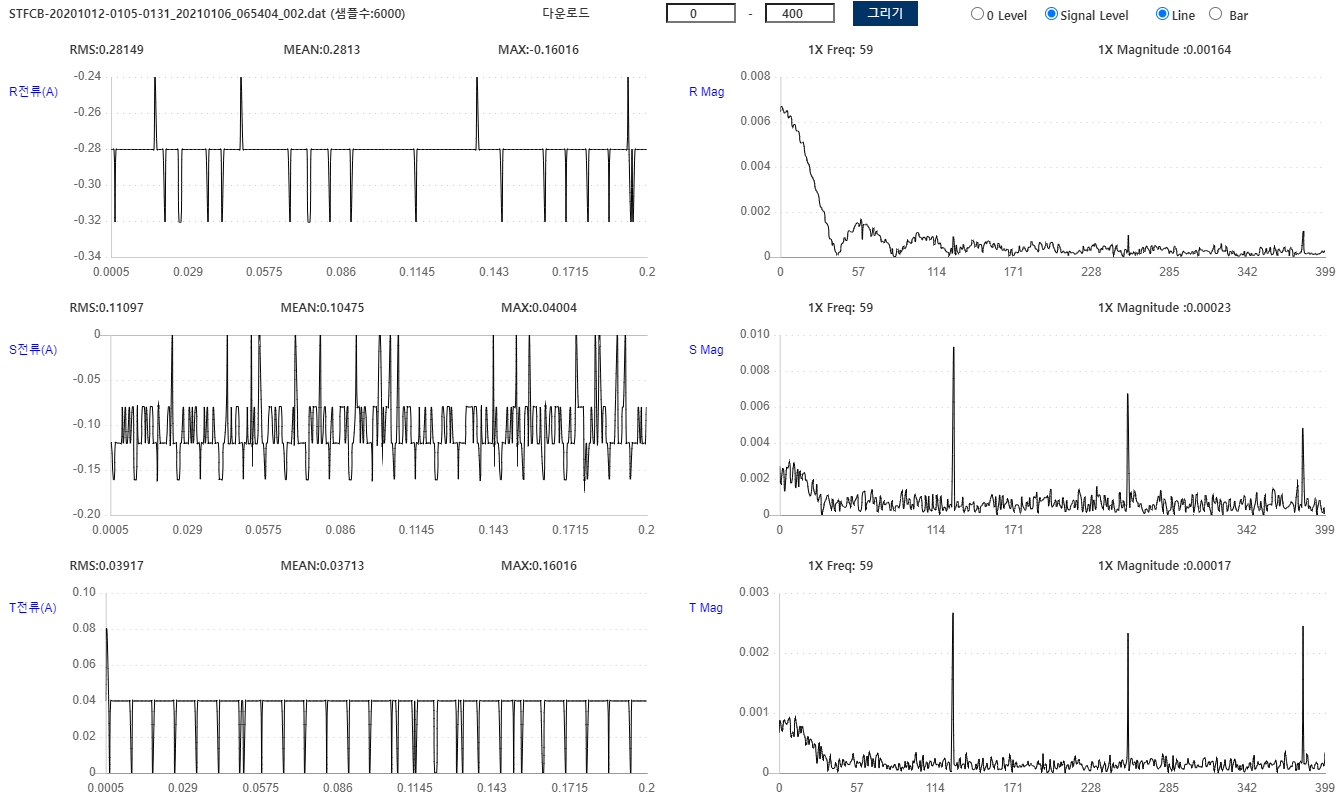 STFCB-20201012-0105-0131_20210106_065404_002.dat (샘플수:6000) 다운로드 0 - 400 그리기 0 Level Signal Level Line Bar
RMS:0.28149 MEAN:0.2813 MAX:-0.16016 1X Freq: 59 1X Magnitude :0.00164
R전류(A)
-0.24
-0.26
-0.28
-0.30
-0.32
-0.34
0.0005 0.029 0.0575 0.086 0.1145 0.143 0.1715 0.2
R Mag
0.008
0.006
0.004
0.002
0
0 57 114 171 228 285 342 399
RMS:0.11097 MEAN:0.10475 MAX:0.04004 1X Freq: 59 1X Magnitude :0.00023
S전류(A)
0
-0.05
-0.10
-0.15
-0.20
0.0005 0.029 0.0575 0.086 0.1145 0.143 0.1715 0.2
S Mag
0.010
0.008
0.006
0.004
0.002
0
0 57 114 171 228 285 342 399
RMS:0.03917 MEAN:0.03713 MAX:0.16016 1X Freq: 59 1X Magnitude :0.00017
T전류(A)
0.10
0.08
0.06
0.04
0.02
0
0.0005 0.029 0.0575 0.086 0.1145 0.143 0.1715 0.2
T Mag
0.003
0.002
0.001
0
0 57 114 171 228 285 342 399